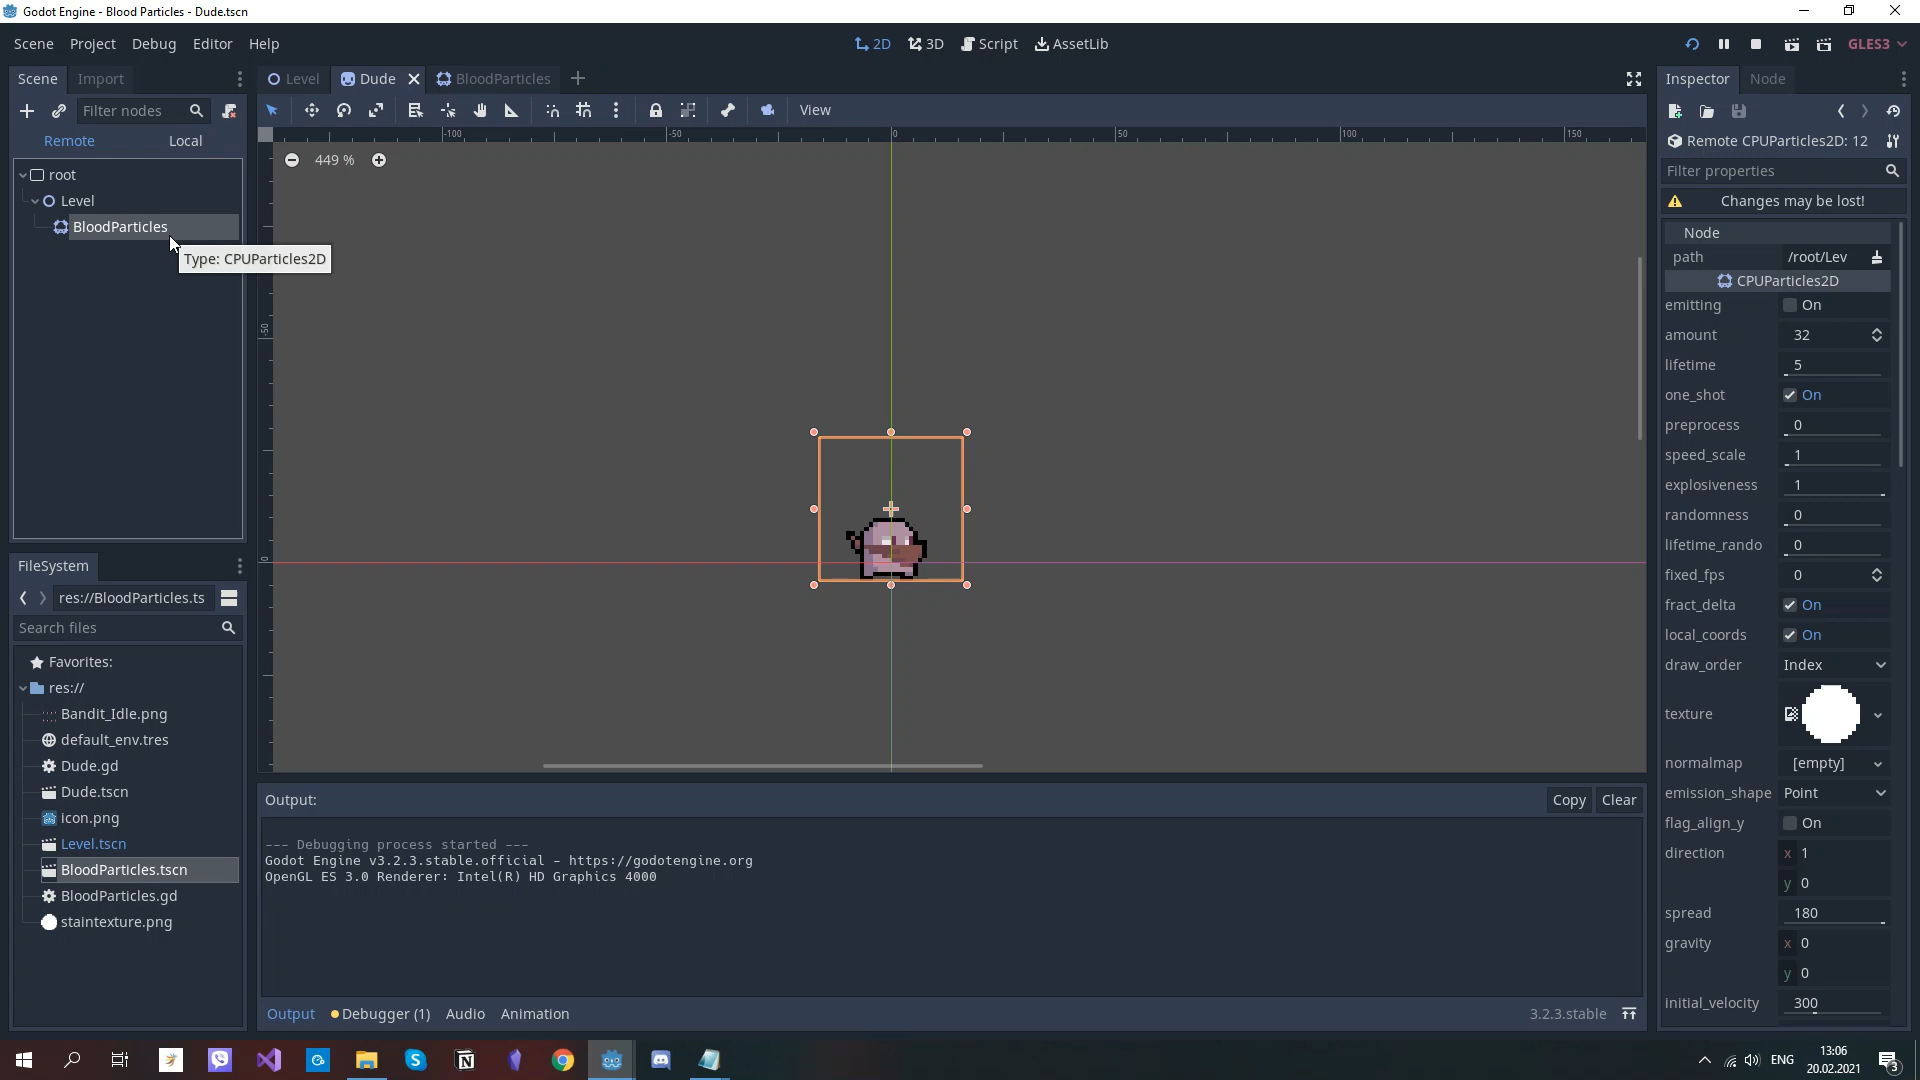 Godot Engine - Blood Particles - Dude.tscn
Scene Project Debug Editor Help
2D 3D Script AssetLib
GLES3
Scene Import
Level Dude BloodParticles
Inspector Node
Filter nodes
View
Remote Local
-100 -50 0 50 100 150
Remote CPUParticles2D: 12
449 %
Filter properties
root
Level
Changes may be lost!
BloodParticles
Type: CPUParticles2D
Node
path /root/Lev
CPUParticles2D
emitting On
-50
amount 32
lifetime 5
one_shot On
preprocess 0
speed_scale 1
explosiveness 1
randomness 0
lifetime_rando 0
0
FileSystem
fixed_fps 0
res://BloodParticles.ts
fract_delta On
Search files
local_coords On
Favorites:
draw_order Index
res://
Bandit_Idle.png
texture
default_env.tres
Dude.gd
normalmap [empty]
Dude.tscn
emission_shape Point
Output:
Copy Clear
icon.png
flag_align_y On
Level.tscn
--- Debugging process started ---
direction x 1
Godot Engine v3.2.3.stable.official - https://godotengine.org
BloodParticles.tscn
OpenGL ES 3.0 Renderer: Intel(R) HD Graphics 4000
y 0
BloodParticles.gd
spread 180
staintexture.png
gravity x 0
y 0
initial_velocity 300
Output Debugger (1) Audio Animation
3.2.3.stable
ENG
13:06
20.02.2021
3